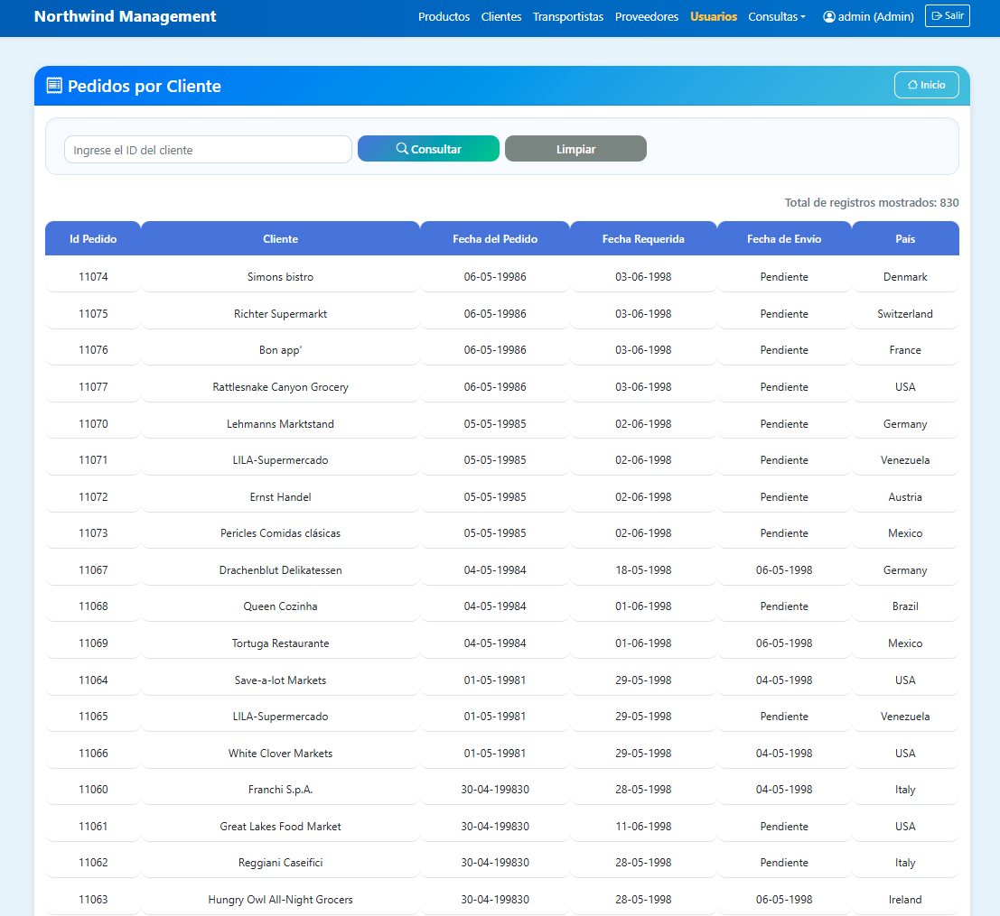 Northwind Management Productos Clientes Transportistas Proveedores Usuarios Consultas admin (Admin) Salir
Pedidos por Cliente Inicio
Ingrese el ID del cliente Consultar Limpiar
Total de registros mostrados: 830
Id Pedido Cliente Fecha del Pedido Fecha Requerida Fecha de Envío País
11074 Simons bistro 06-05-19986 03-06-1998 Pendiente Denmark
11075 Richter Supermarkt 06-05-19986 03-06-1998 Pendiente Switzerland
11076 Bon app' 06-05-19986 03-06-1998 Pendiente France
11077 Rattlesnake Canyon Grocery 06-05-19986 03-06-1998 Pendiente USA
11070 Lehmanns Marktstand 05-05-19985 02-06-1998 Pendiente Germany
11071 LILA-Supermercado 05-05-19985 02-06-1998 Pendiente Venezuela
11072 Ernst Handel 05-05-19985 02-06-1998 Pendiente Austria
11073 Pericles Comidas clásicas 05-05-19985 02-06-1998 Pendiente Mexico
11067 Drachenblut Delikatessen 04-05-19984 18-05-1998 06-05-1998 Germany
11068 Queen Cozinha 04-05-19984 01-06-1998 Pendiente Brazil
11069 Tortuga Restaurante 04-05-19984 01-06-1998 06-05-1998 Mexico
11064 Save-a-lot Markets 01-05-19981 29-05-1998 04-05-1998 USA
11065 LILA-Supermercado 01-05-19981 29-05-1998 Pendiente Venezuela
11066 White Clover Markets 01-05-19981 29-05-1998 04-05-1998 USA
11060 Franchi S.p.A. 30-04-199830 28-05-1998 04-05-1998 Italy
11061 Great Lakes Food Market 30-04-199830 11-06-1998 Pendiente USA
11062 Reggiani Caseifici 30-04-199830 28-05-1998 Pendiente Italy
11063 Hungry Owl All-Night Grocers 30-04-199830 28-05-1998 06-05-1998 Ireland